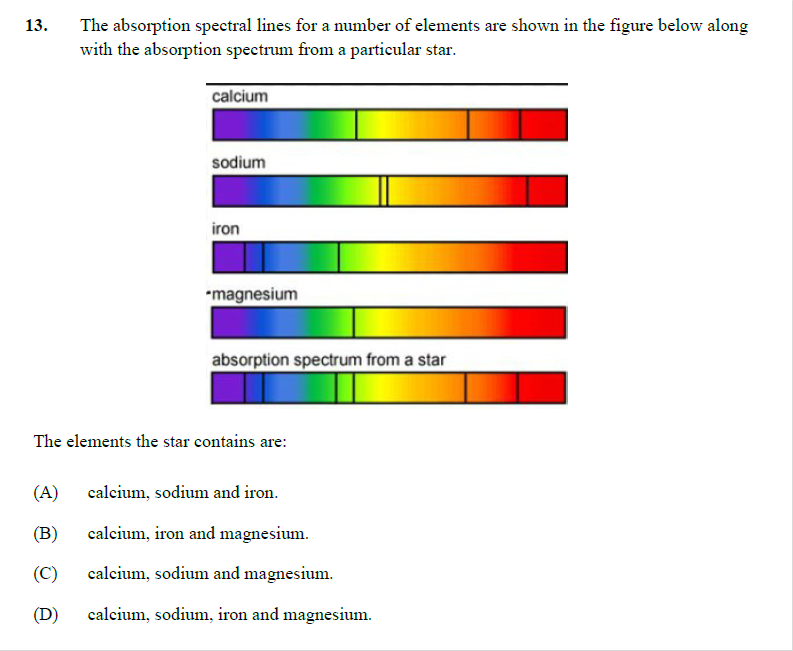 13. The absorption spectral lines for a number of elements are shown in the figure below along
with the absorption spectrum from a particular star.
calcium
sodium
iron
-magnesium
absorption spectrum from a star
The elements the star contains are:
(A) calcium, sodium and iron.
(B) calcium, iron and magnesium.
(C) calcium, sodium and magnesium.
(D) calcium, sodium, iron and magnesium.